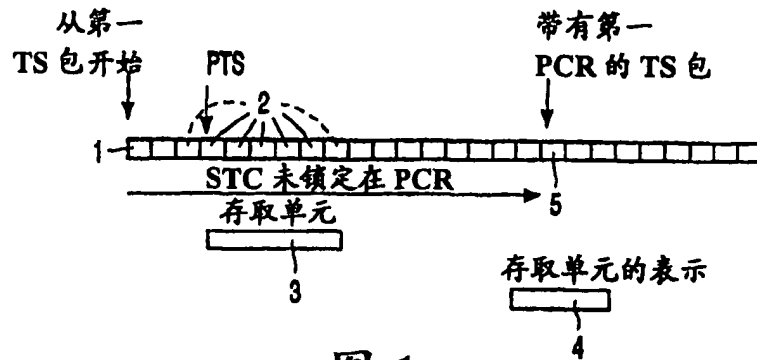 从第一
TS 包开始
PTS
带有第一
PCR 的 TS 包
2
1
STC 未锁定在 PCR
5
存取单元
3
存取单元的表示
4